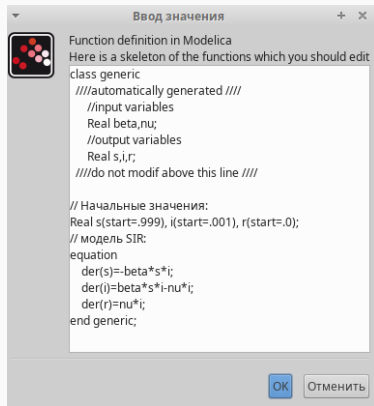 Ввод значения
Function definition in Modelica
Here is a skeleton of the functions which you should edit
class generic
////automatically generated ////
//input variables
Real beta,nu;
//output variables
Real s,i,r;
////do not modif above this line ////
// Начальные значения:
Real s(start=.999), i(start=.001), r(start=.0);
// модель SIR:
equation
der(s)=-beta*s*i;
der(i)=beta*s*i-nu*i;
der(r)=nu*i;
end generic;
OK Отменить